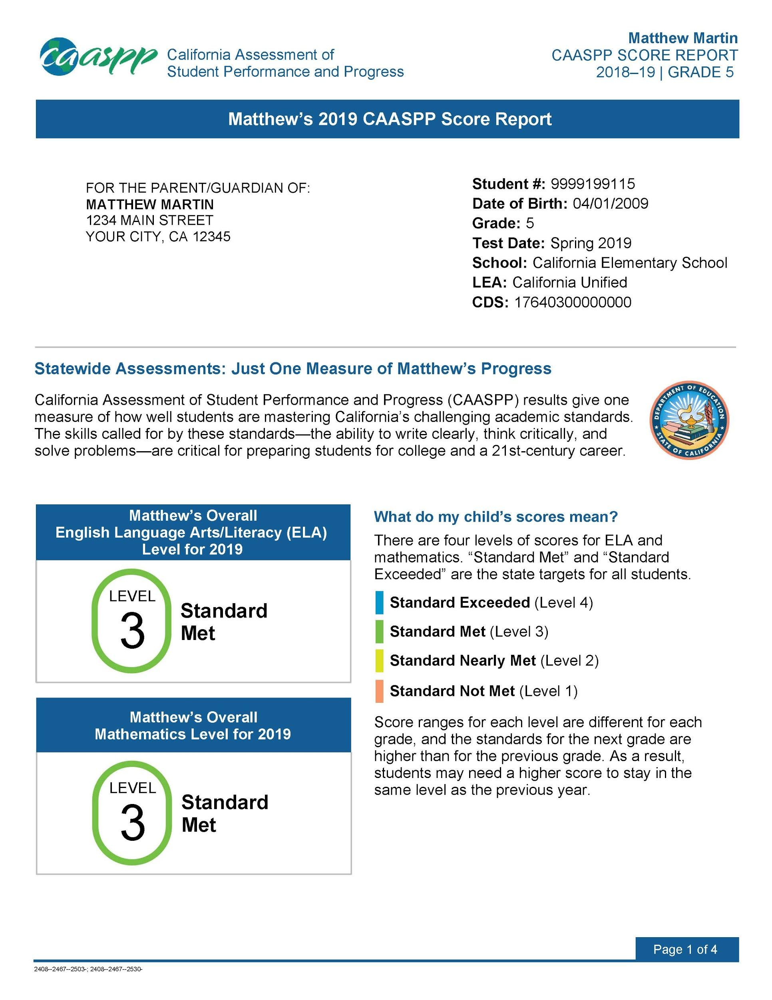 caaspp
California Assessment of
Student Performance and Progress
Matthew Martin
CAASPP SCORE REPORT
2018–19 | GRADE 5
Matthew’s 2019 CAASPP Score Report
FOR THE PARENT/GUARDIAN OF:
MATTHEW MARTIN
1234 MAIN STREET
YOUR CITY, CA 12345
Student #: 9999199115
Date of Birth: 04/01/2009
Grade: 5
Test Date: Spring 2019
School: California Elementary School
LEA: California Unified
CDS: 17640300000000
Statewide Assessments: Just One Measure of Matthew’s Progress
California Assessment of Student Performance and Progress (CAASPP) results give one
measure of how well students are mastering California’s challenging academic standards.
The skills called for by these standards—the ability to write clearly, think critically, and
solve problems—are critical for preparing students for college and a 21st-century career.
DEPARTMENT OF EDUCATION
STATE OF CALIFORNIA
Matthew’s Overall
English Language Arts/Literacy (ELA)
Level for 2019
LEVEL
3
Standard
Met
Matthew’s Overall
Mathematics Level for 2019
LEVEL
3
Standard
Met
What do my child’s scores mean?
There are four levels of scores for ELA and
mathematics. “Standard Met” and “Standard
Exceeded” are the state targets for all students.
Standard Exceeded (Level 4)
Standard Met (Level 3)
Standard Nearly Met (Level 2)
Standard Not Met (Level 1)
Score ranges for each level are different for each
grade, and the standards for the next grade are
higher than for the previous grade. As a result,
students may need a higher score to stay in the
same level as the previous year.
Page 1 of 4
2408--2467--2503-; 2408--2467--2530-